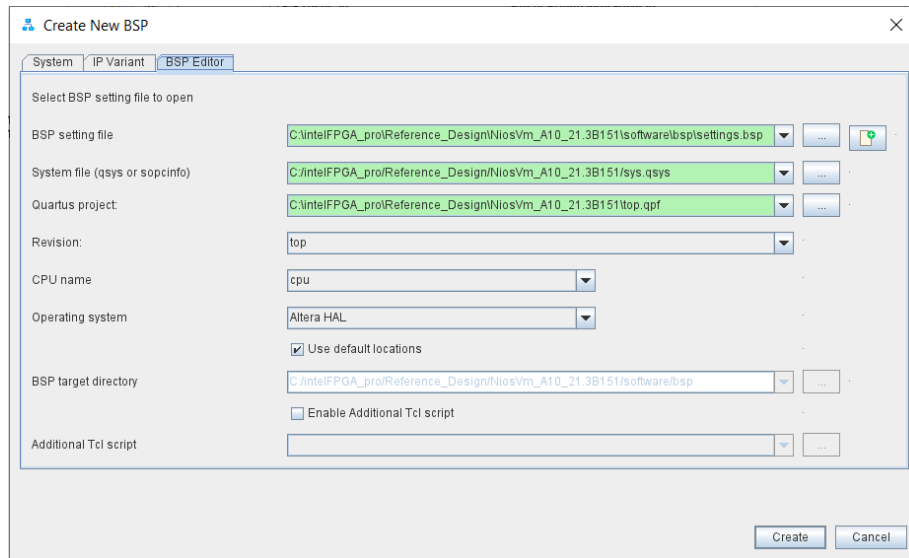 Create New BSP
System IP Variant BSP Editor
Select BSP setting file to open
BSP setting file C:\intelFPGA_pro\Reference_Design\NiosVm_A10_21.3B151\software\bsp\settings.bsp ...
System file (qsys or sopcinfo) C:/intelFPGA_pro/Reference_Design/NiosVm_A10_21.3B151/sys.qsys ...
Quartus project: C:\intelFPGA_pro\Reference_Design\NiosVm_A10_21.3B151\top.qpf ...
Revision: top
CPU name cpu
Operating system Altera HAL
Use default locations
BSP target directory C:/intelFPGA_pro/Reference_Design/NiosVm_A10_21.3B151/software/bsp ...
Enable Additional Tcl script
Additional Tcl script ...
Create Cancel